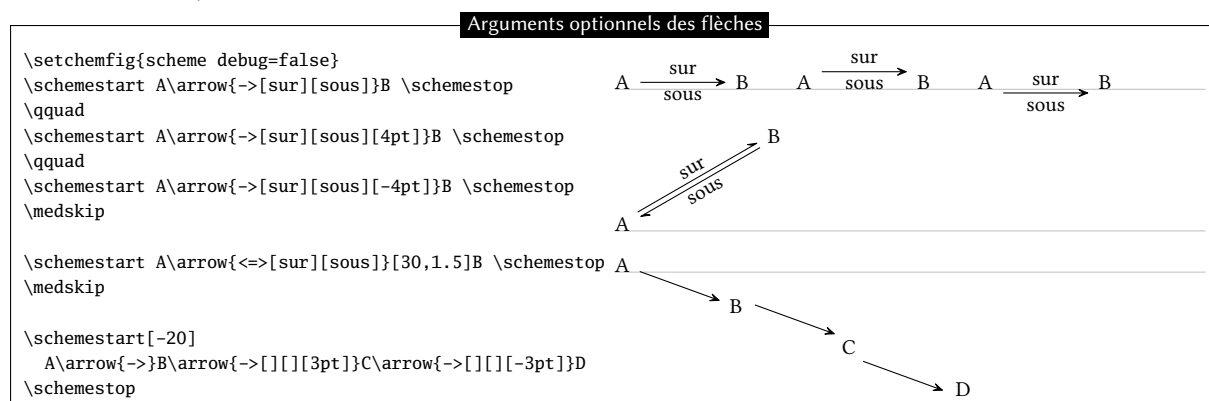 Arguments optionnels des flèches
\setchemfig{scheme debug=false}
\schemestart A\arrow{->[sur][sous]}B \schemestop
\qquad
\schemestart A\arrow{->[sur][sous][4pt]}B \schemestop
\qquad
\schemestart A\arrow{->[sur][sous][-4pt]}B \schemestop
\medskip
\schemestart A\arrow{<=>[sur][sous]}[30,1.5]B \schemestop
\medskip
\schemestart[-20]
A\arrow{->}B\arrow{->[][][3pt]}C\arrow{->[][][-3pt]}D
\schemestop
A sur sous B A sur sous B A sur sous B
B
sur
sous
A
A
B
C
D